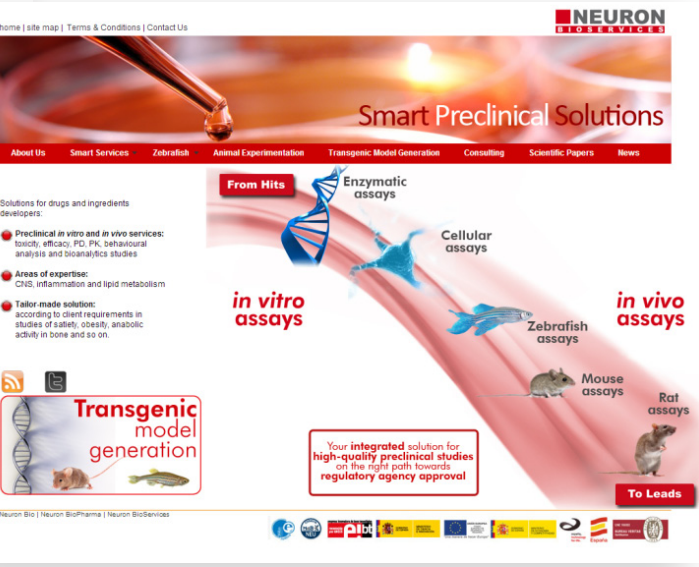 home | site map | Terms & Conditions | Contact Us
NEURON
BIOSERVICES
Smart Preclinical Solutions
About Us Smart Services Zebrafish Animal Experimentation Transgenic Model Generation Consulting Scientific Papers News
Solutions for drugs and ingredients
developers:
Preclinical in vitro and in vivo services:
toxicity, efficacy, PD, PK, behavioural
analysis and bioanalytics studies
Areas of expertise:
CNS, inflammation and lipid metabolism
Tailor-made solution:
according to client requirements in
studies of satiety, obesity, anabolic
activity in bone and so on.
From Hits
Enzymatic
assays
Cellular
assays
in vitro
assays
in vivo
assays
Zebrafish
assays
Mouse
assays
Rat
assays
Transgenic
model
generation
Your integrated solution for
high-quality preclinical studies
on the right path towards
regulatory agency approval
To Leads
Neuron Bio | Neuron BioPharma | Neuron BioServices
España